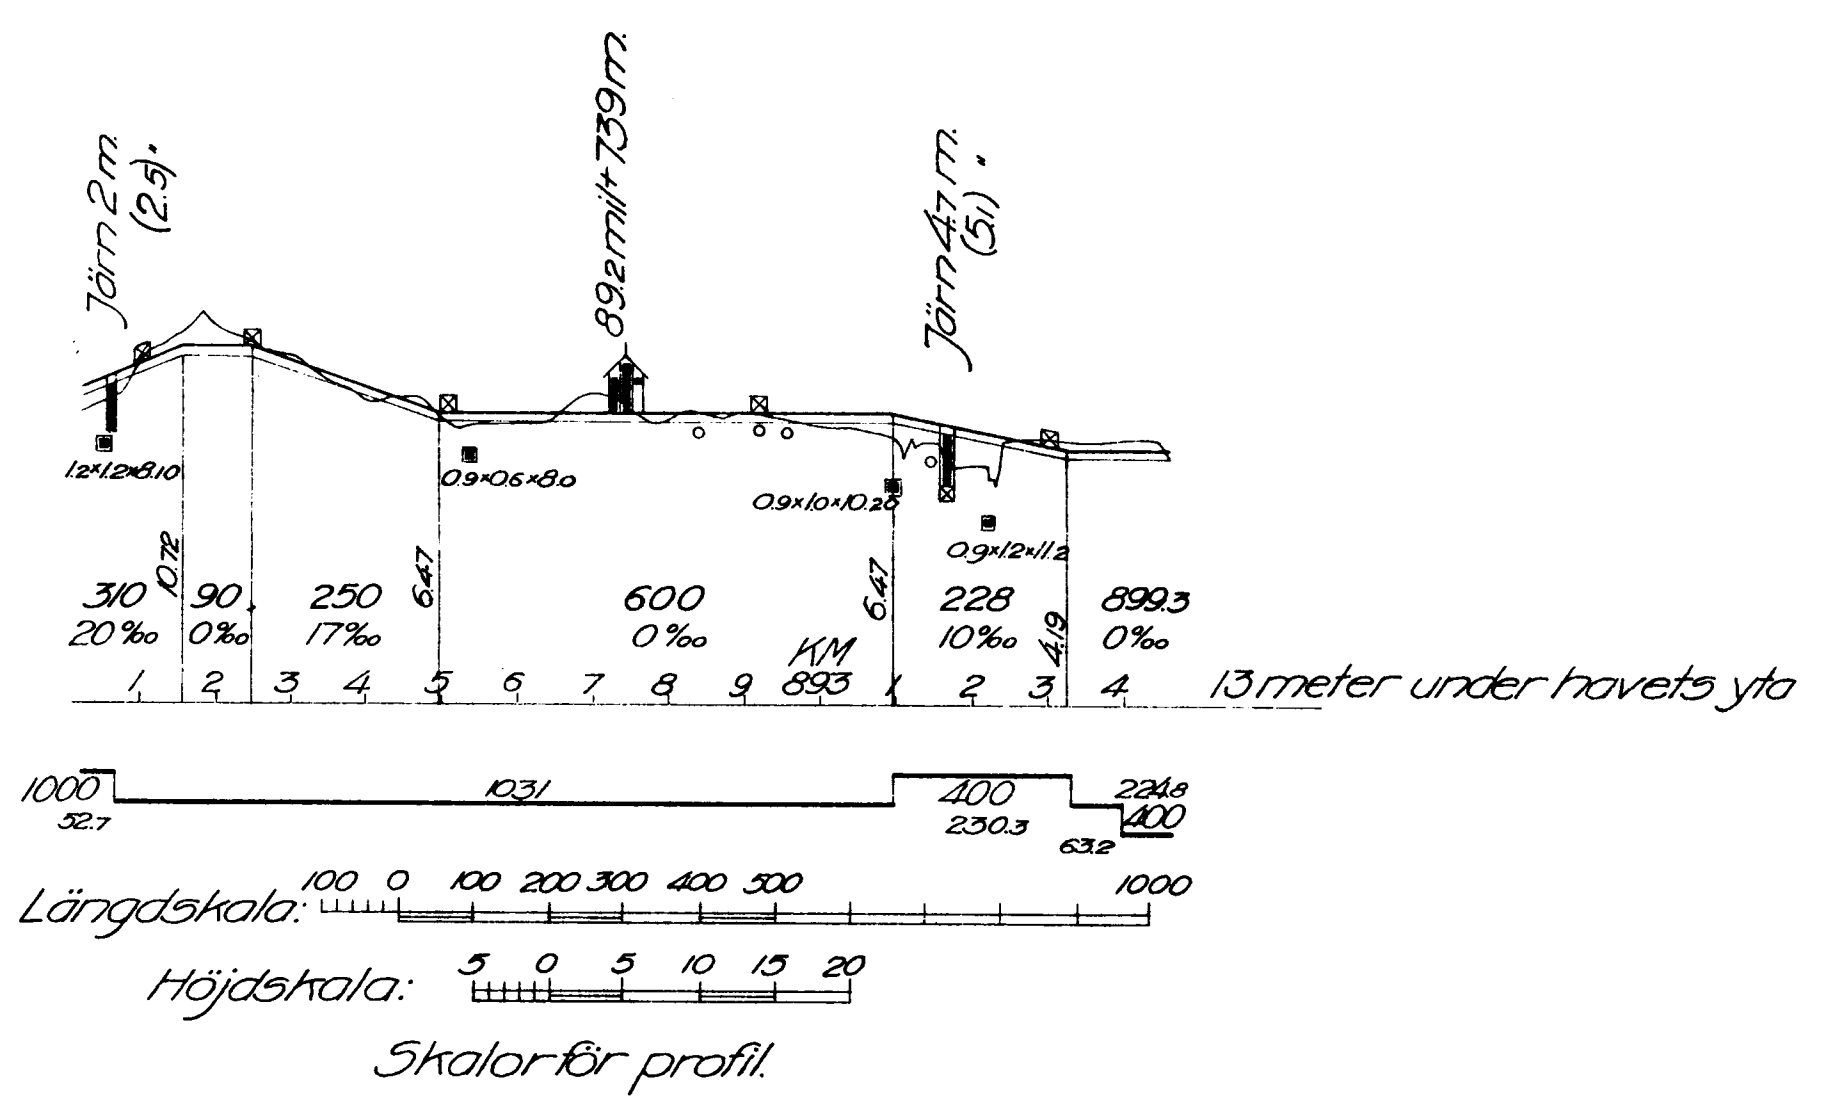 Jörn 2 m.
(2.5) "
89.2 mil + 739 m.
Jörn 4.7 m.
(5.1) "
1.2×1.2×8.10
0.9×0.6×8.0
0.9×1.0×10.20
0.9×1.2×11.2
10.72
6.47
6.47
4.19
310 90 250 600 228 899.3
20‰ 0‰ 17‰ 0‰ 10‰ 0‰
KM
1 2 3 4 5 6 7 8 9 893 1 2 3 4 13 meter under havets yta
1000 1031 400 224.8
52.7 230.3 400
63.2
100 0 100 200 300 400 500 1000
Längdskala:
5 0 5 10 15 20
Höjdskala:
Skalor för profil.